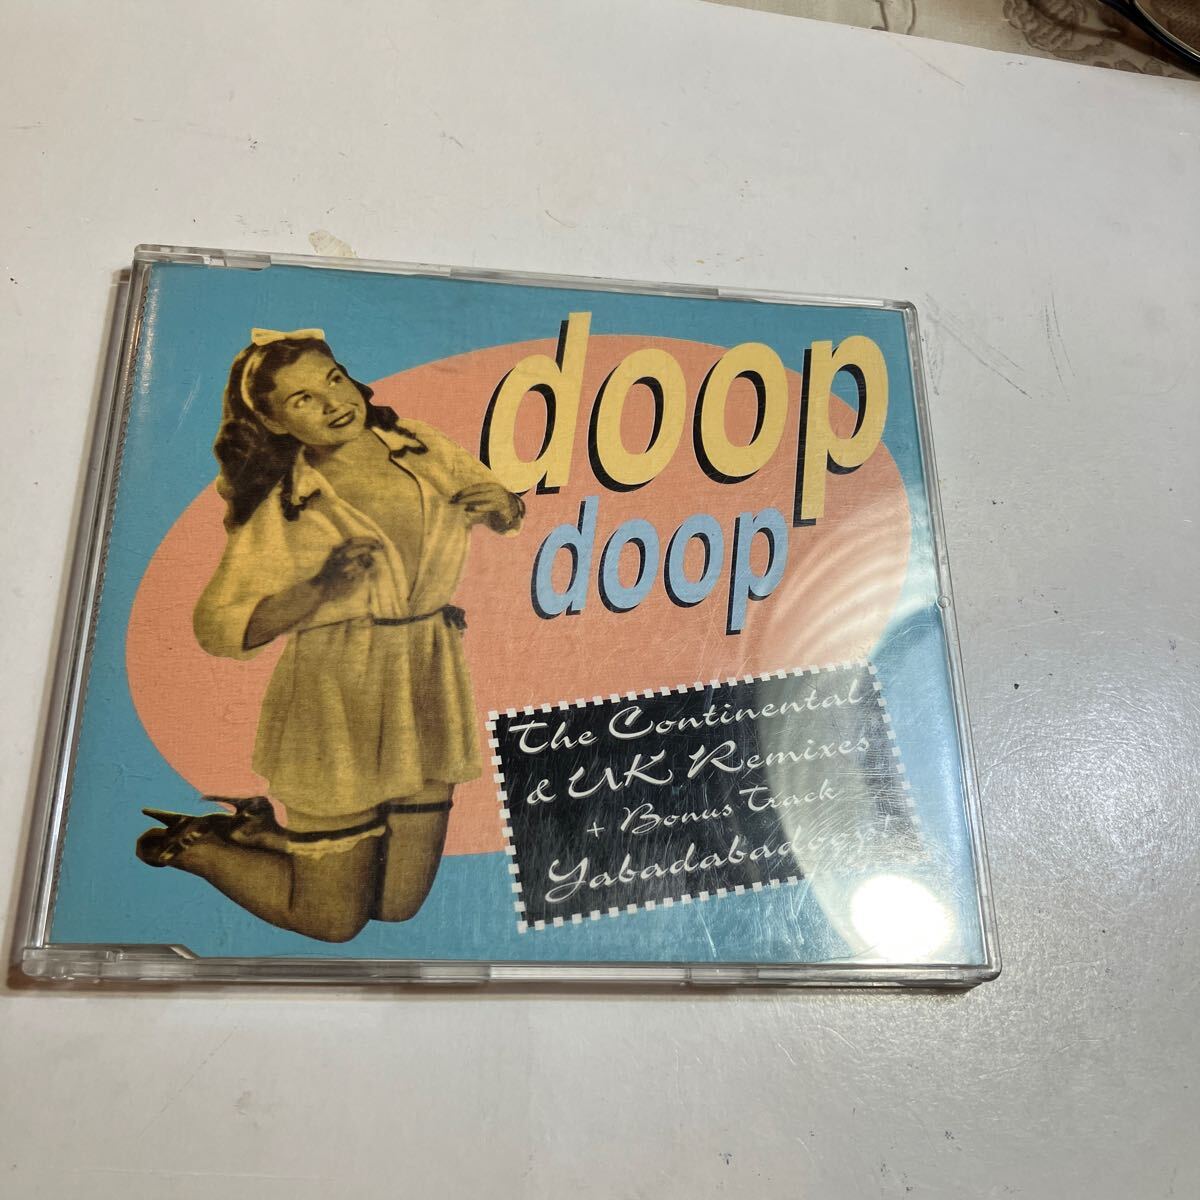 doop
doop
The Continental
& UK Remixes
+ Bonus Track
Yabadabadoop